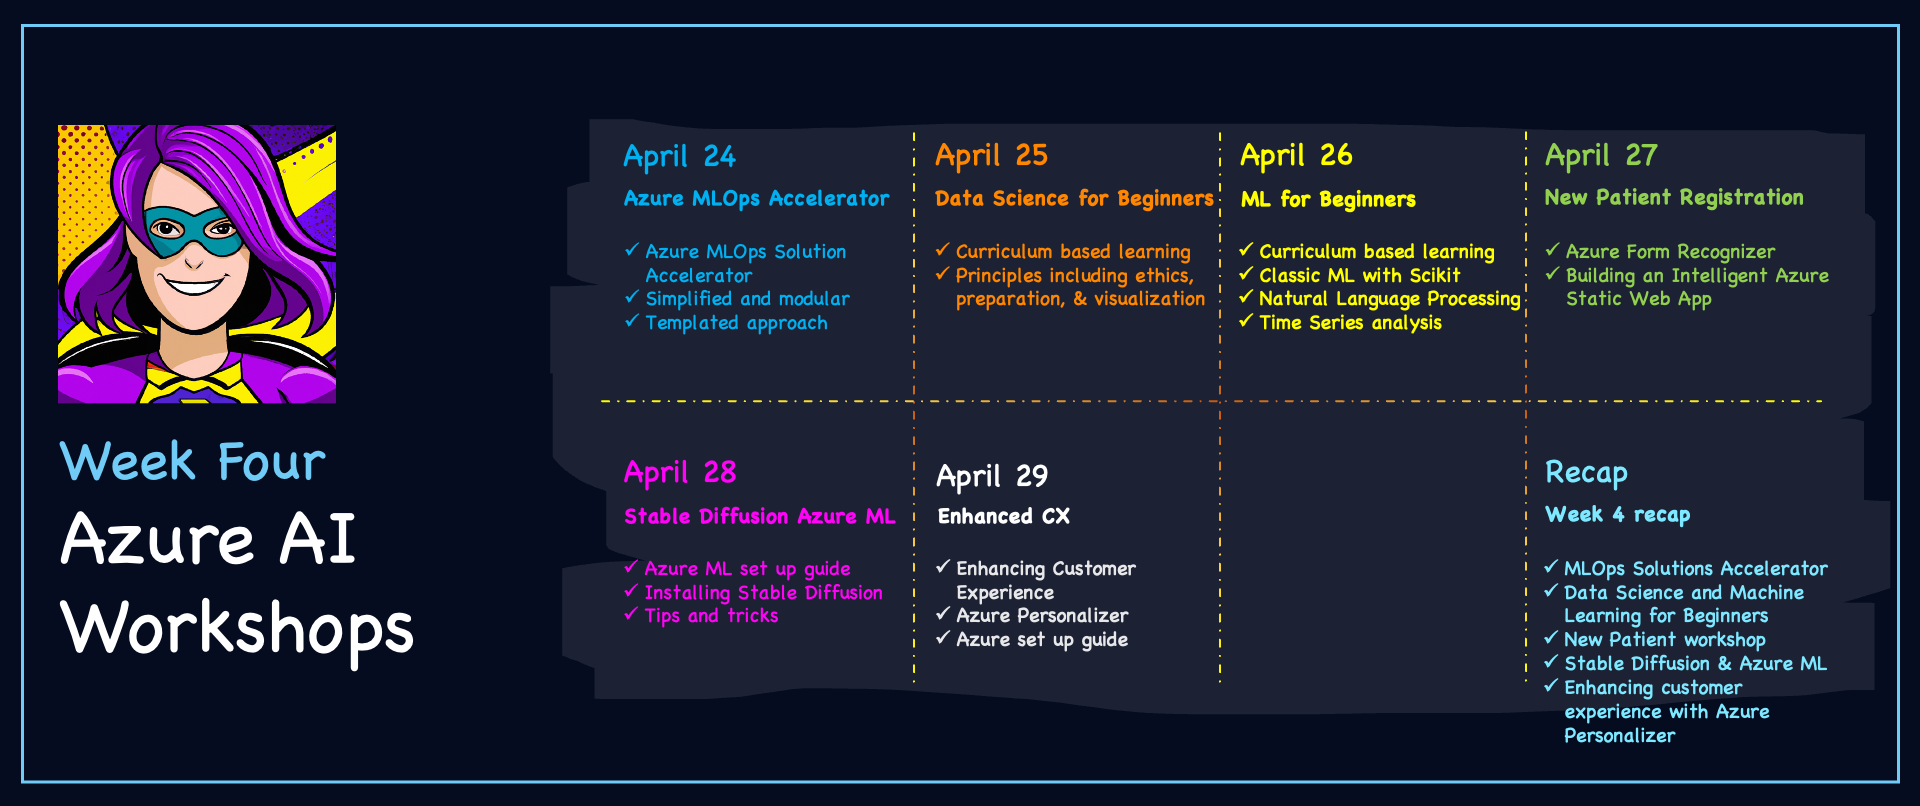 Week Four
Azure AI
Workshops
April 24
Azure MLOps Accelerator
✓ Azure MLOps Solution
Accelerator
✓ Simplified and modular
✓ Templated approach
April 25
Data Science for Beginners
✓ Curriculum based learning
✓ Principles including ethics,
preparation, & visualization
April 26
ML for Beginners
✓ Curriculum based learning
✓ Classic ML with Scikit
✓ Natural Language Processing
✓ Time Series analysis
April 27
New Patient Registration
✓ Azure Form Recognizer
✓ Building an Intelligent Azure
Static Web App
April 28
Stable Diffusion Azure ML
✓ Azure ML set up guide
✓ Installing Stable Diffusion
✓ Tips and tricks
April 29
Enhanced CX
✓ Enhancing Customer
Experience
✓ Azure Personalizer
✓ Azure set up guide
Recap
Week 4 recap
✓ MLOps Solutions Accelerator
✓ Data Science and Machine
Learning for Beginners
✓ New Patient workshop
✓ Stable Diffusion & Azure ML
✓ Enhancing customer
experience with Azure
Personalizer